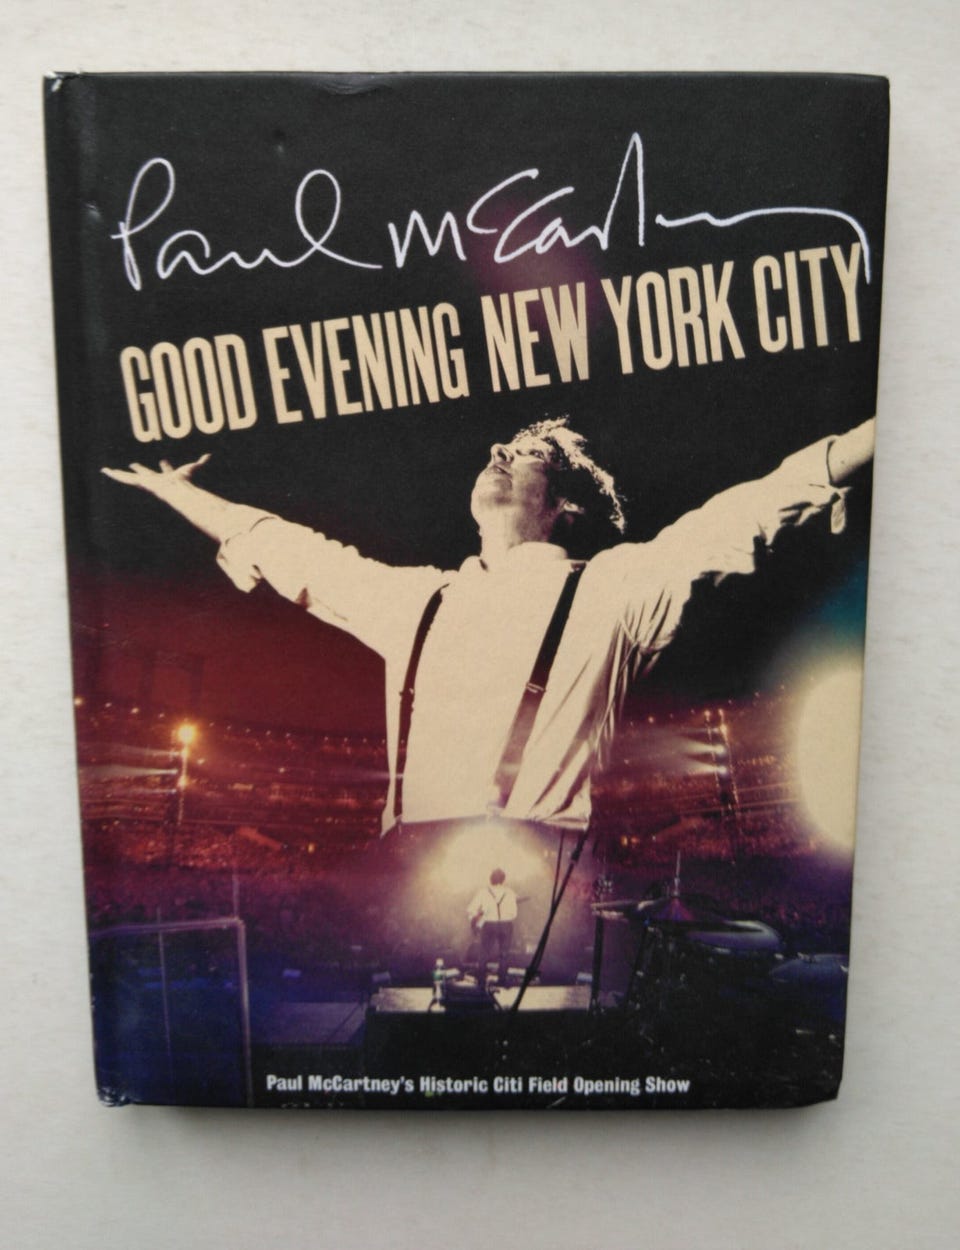 Paul McCartney
GOOD EVENING NEW YORK CITY
Paul McCartney's Historic Citi Field Opening Show